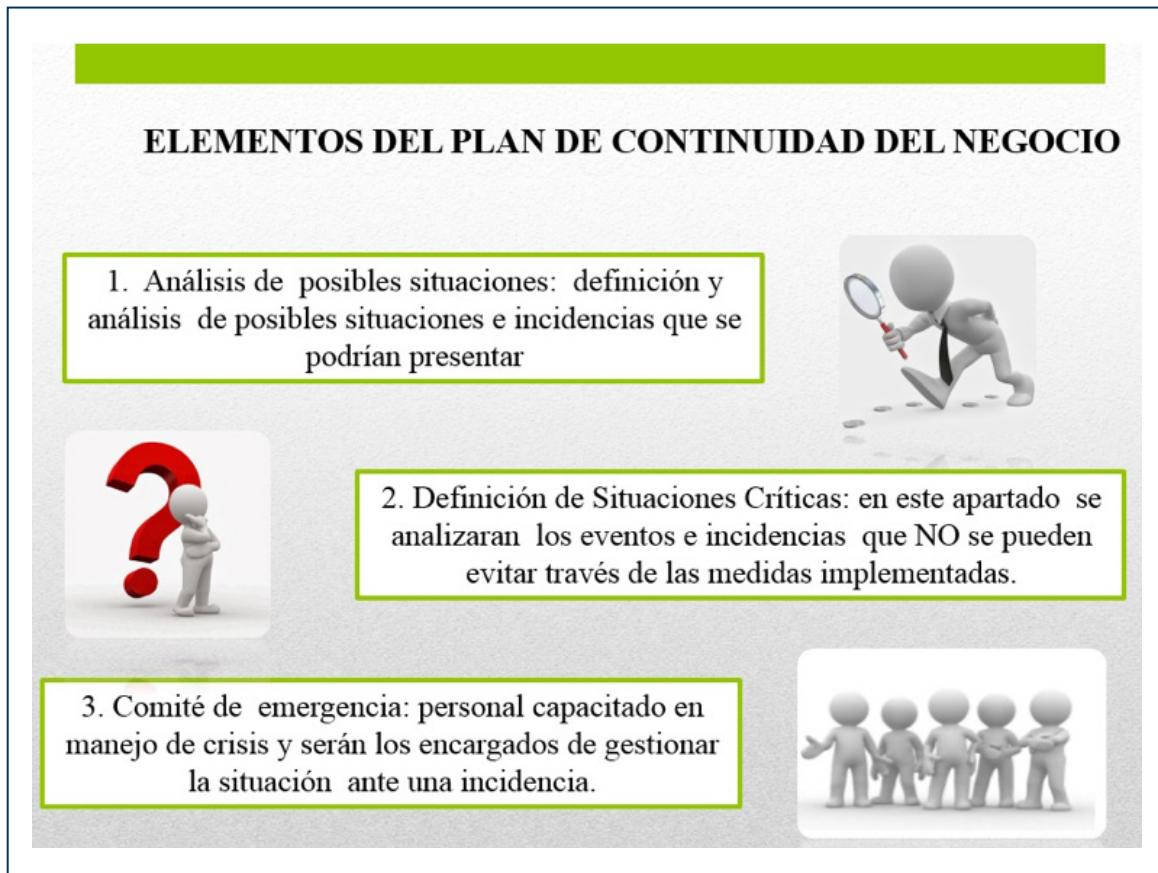 ELEMENTOS DEL PLAN DE CONTINUIDAD DEL NEGOCIO
1. Análisis de posibles situaciones: definición y
análisis de posibles situaciones e incidencias que se
podrían presentar
2. Definición de Situaciones Críticas: en este apartado se
analizaran los eventos e incidencias que NO se pueden
evitar través de las medidas implementadas.
3. Comité de emergencia: personal capacitado en
manejo de crisis y serán los encargados de gestionar
la situación ante una incidencia.